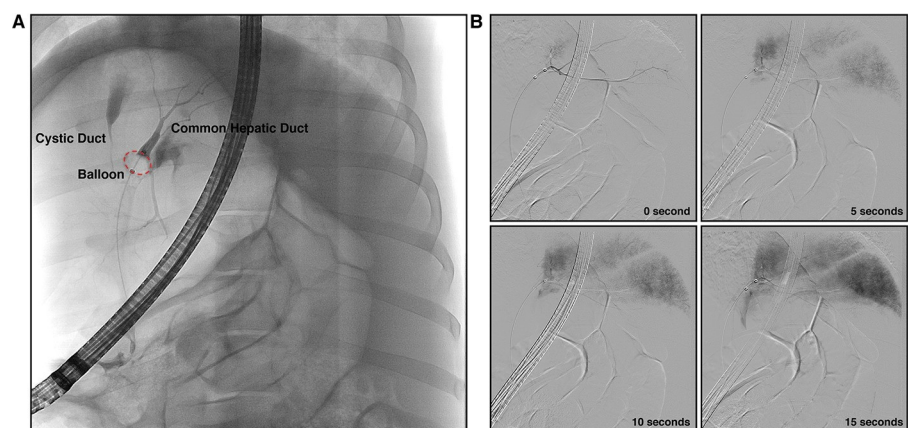 A
Cystic Duct
Common Hepatic Duct
Balloon
B
0 second
5 seconds
10 seconds
15 seconds